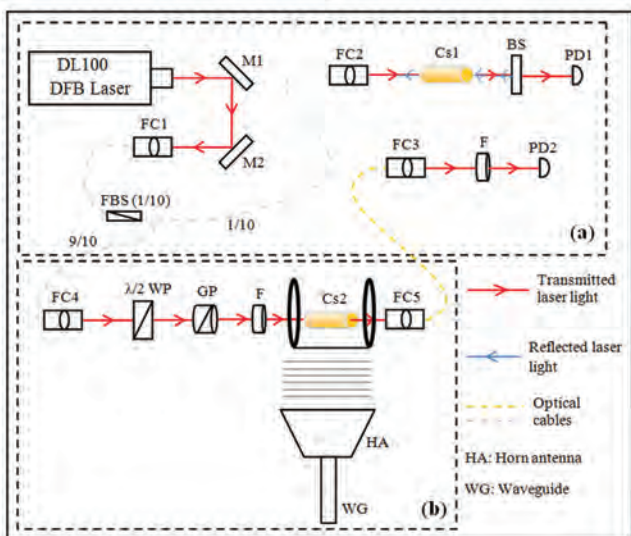 DL100
DFB Laser
M1
FC1
M2
FBS (1/10)
1/10
9/10
FC2
Cs1
BS
PD1
FC3
F
PD2
(a)
FC4
λ/2 WP
GP
F
Cs2
FC5
HA
WG
(b)
Transmitted
laser light
Reflected laser
light
Optical
cables
HA: Horn antenna
WG: Waveguide